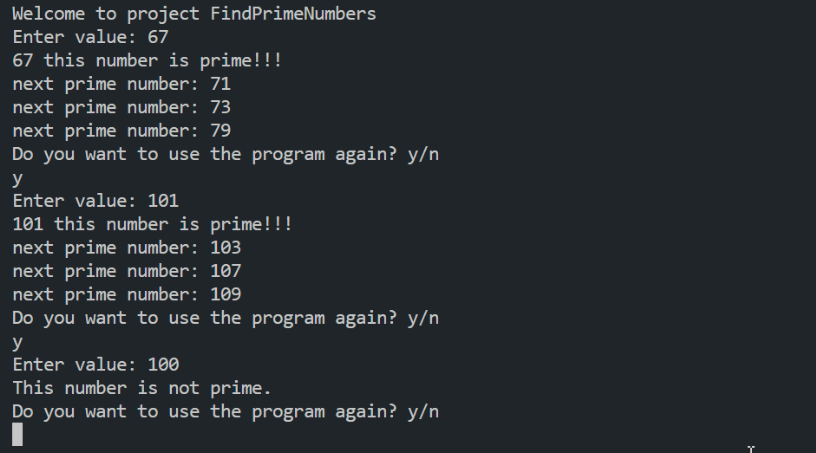 Welcome to project FindPrimeNumbers
Enter value: 67
67 this number is prime!!!
next prime number: 71
next prime number: 73
next prime number: 79
Do you want to use the program again? y/n
y
Enter value: 101
101 this number is prime!!!
next prime number: 103
next prime number: 107
next prime number: 109
Do you want to use the program again? y/n
y
Enter value: 100
This number is not prime.
Do you want to use the program again? y/n